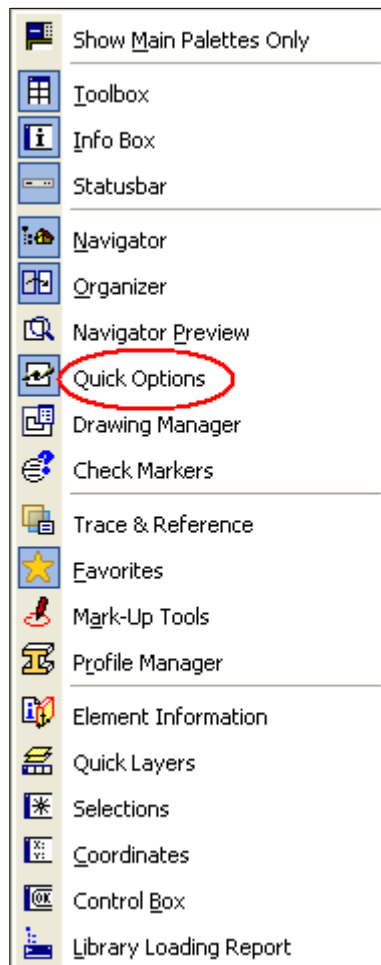 Show Main Palettes Only
Toolbox
Info Box
Statusbar
Navigator
Organizer
Navigator Preview
Quick Options
Drawing Manager
Check Markers
Trace & Reference
Favorites
Mark-Up Tools
Profile Manager
Element Information
Quick Layers
Selections
Coordinates
Control Box
Library Loading Report